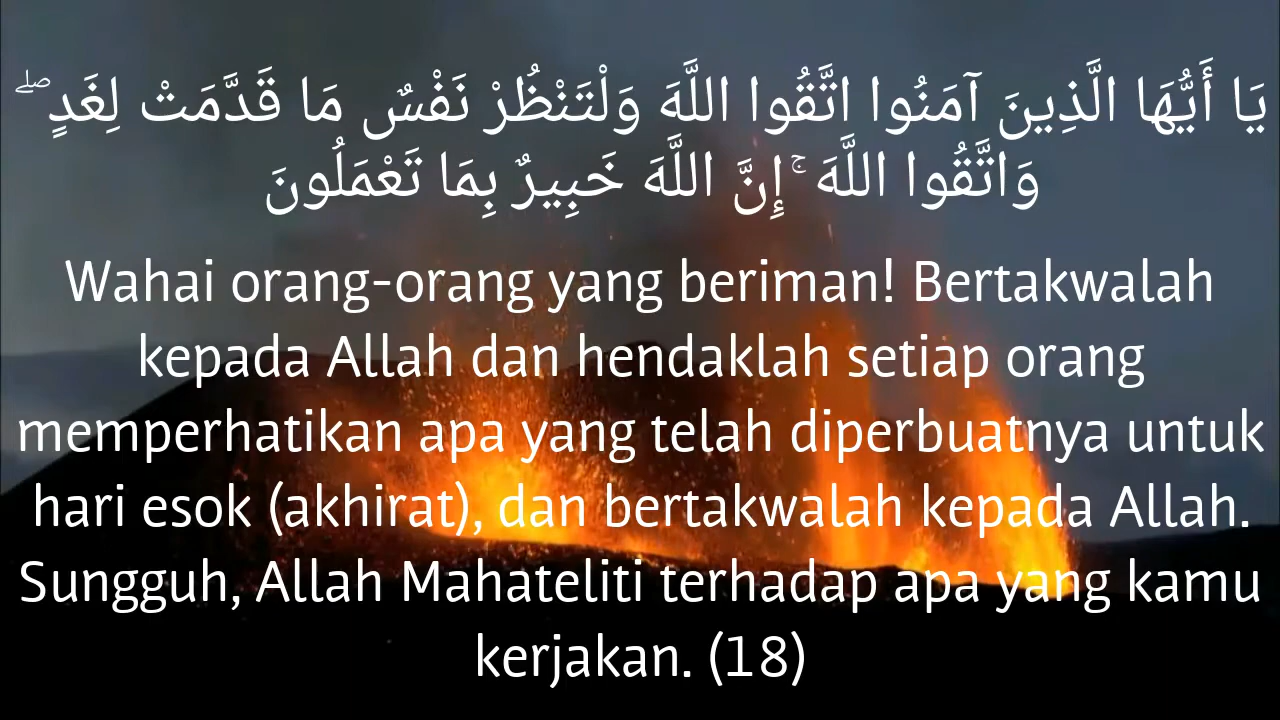 يَا أَيُّهَا الَّذِينَ آمَنُوا اتَّقُوا اللَّهَ وَلْتَنْظُرْ نَفْسٌ مَا قَدَّمَتْ لِغَدٍ ۖ
وَاتَّقُوا اللَّهَ ۚ إِنَّ اللَّهَ خَبِيرٌ بِمَا تَعْمَلُونَ
Wahai orang-orang yang beriman! Bertakwalah
kepada Allah dan hendaklah setiap orang
memperhatikan apa yang telah diperbuatnya untuk
hari esok (akhirat), dan bertakwalah kepada Allah.
Sungguh, Allah Mahateliti terhadap apa yang kamu
kerjakan. (18)